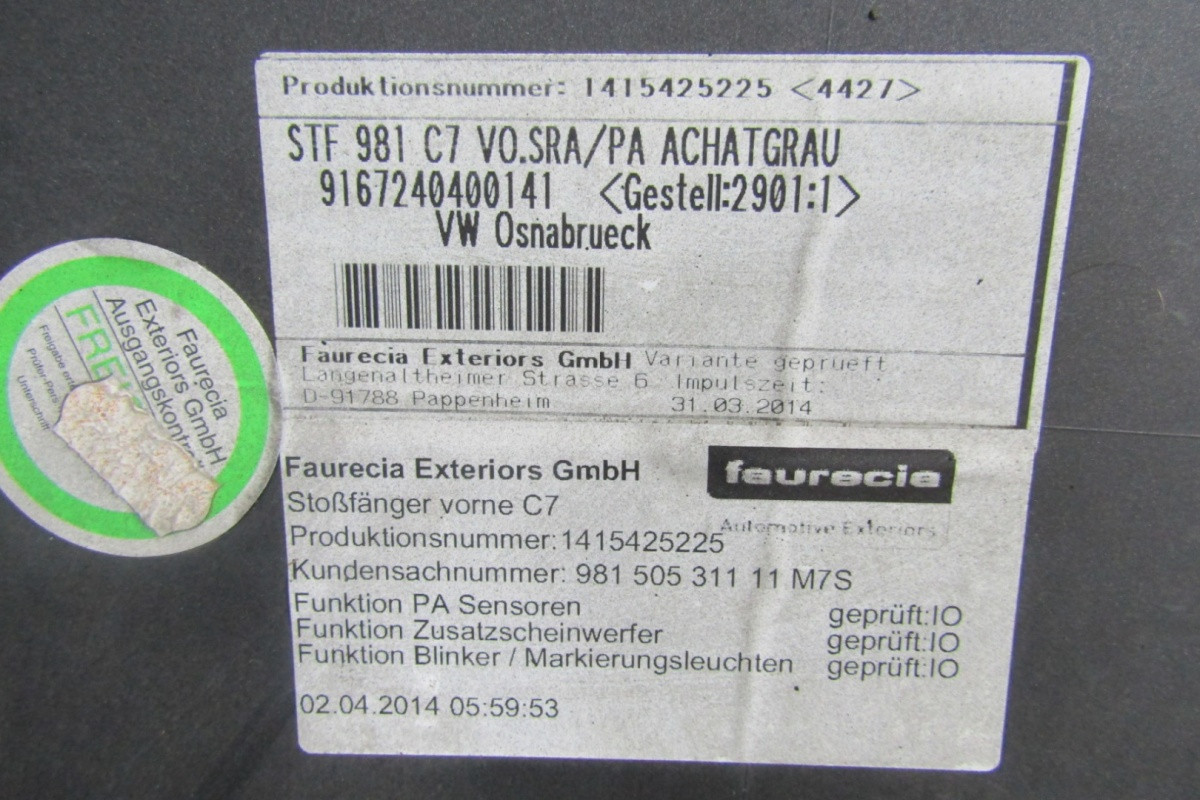 Produktionsnummer: 1415425225 <4427>
STF 981 C7 VO.SRA/PA ACHATGRAU
9167240400141 <Gestell:2901:1>
VW Osnabrueck
Faurecia Exteriors GmbH Variante geprueft
Langenaltheimer Strasse 6 Impulszeit:
D-91788 Pappenheim 31.03.2014
Faurecia Exteriors GmbH
faurecia
Automotive Exteriors
Stoßfänger vorne C7
Produktionsnummer:1415425225
Kundensachnummer: 981 505 311 11 M7S
Funktion PA Sensoren geprüft:IO
Funktion Zusatzscheinwerfer geprüft:IO
Funktion Blinker / Markierungsleuchten geprüft:IO
02.04.2014 05:59:53
Faurecia
Exteriors GmbH
Freigabe
Unterschrift